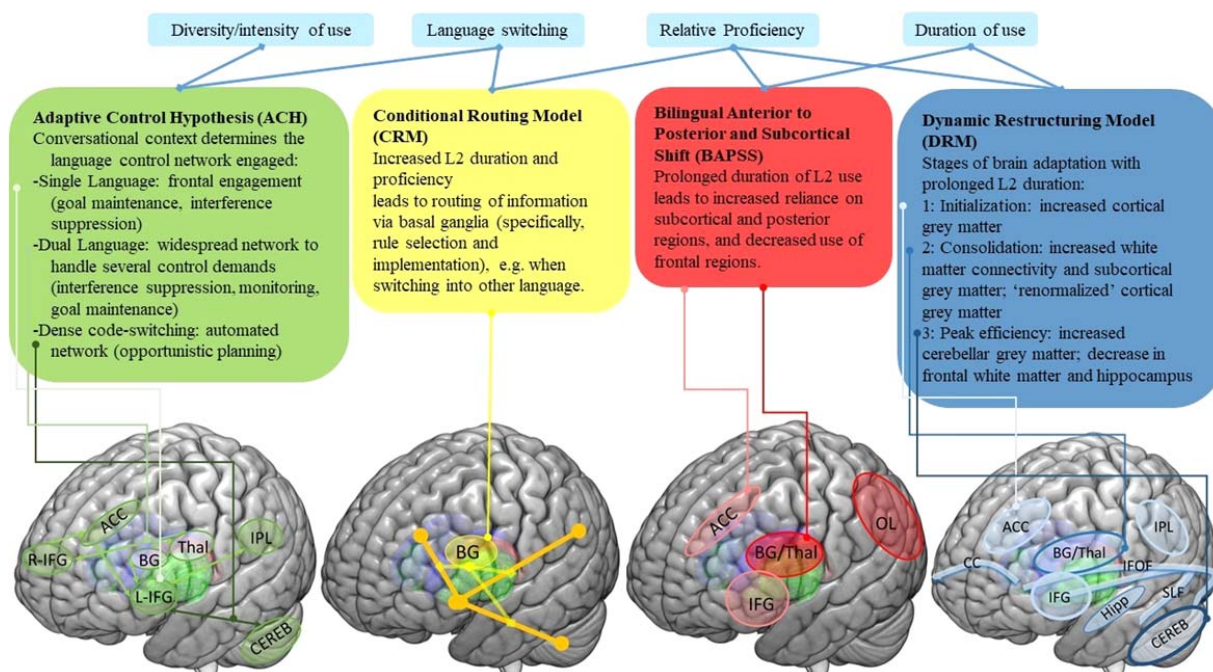 Diversity/intensity of use
Language switching
Relative Proficiency
Duration of use
Adaptive Control Hypothesis (ACH)
Conversational context determines the
language control network engaged:
-Single Language: frontal engagement
(goal maintenance, interference
suppression)
-Dual Language: widespread network to
handle several control demands
(interference suppression, monitoring,
goal maintenance)
-Dense code-switching: automated
network (opportunistic planning)
Conditional Routing Model
(CRM)
Increased L2 duration and
proficiency
leads to routing of information
via basal ganglia (specifically,
rule selection and
implementation), e.g. when
switching into other language.
Bilingual Anterior to
Posterior and Subcortical
Shift (BAPSS)
Prolonged duration of L2 use
leads to increased reliance on
subcortical and posterior
regions, and decreased use of
frontal regions.
Dynamic Restructuring Model
(DRM)
Stages of brain adaptation with
prolonged L2 duration:
1: Initialization: increased cortical
grey matter
2: Consolidation: increased white
matter connectivity and subcortical
grey matter; ‘renormalized’ cortical
grey matter
3: Peak efficiency: increased
cerebellar grey matter; decrease in
frontal white matter and hippocampus
ACC
R-IFG
BG
Thal
IPL
L-IFG
CEREB
BG
ACC
BG/Thal
OL
IFG
ACC
IPL
BG/Thal
CC
IFOF
IFG
Hipp
SLF
CEREB